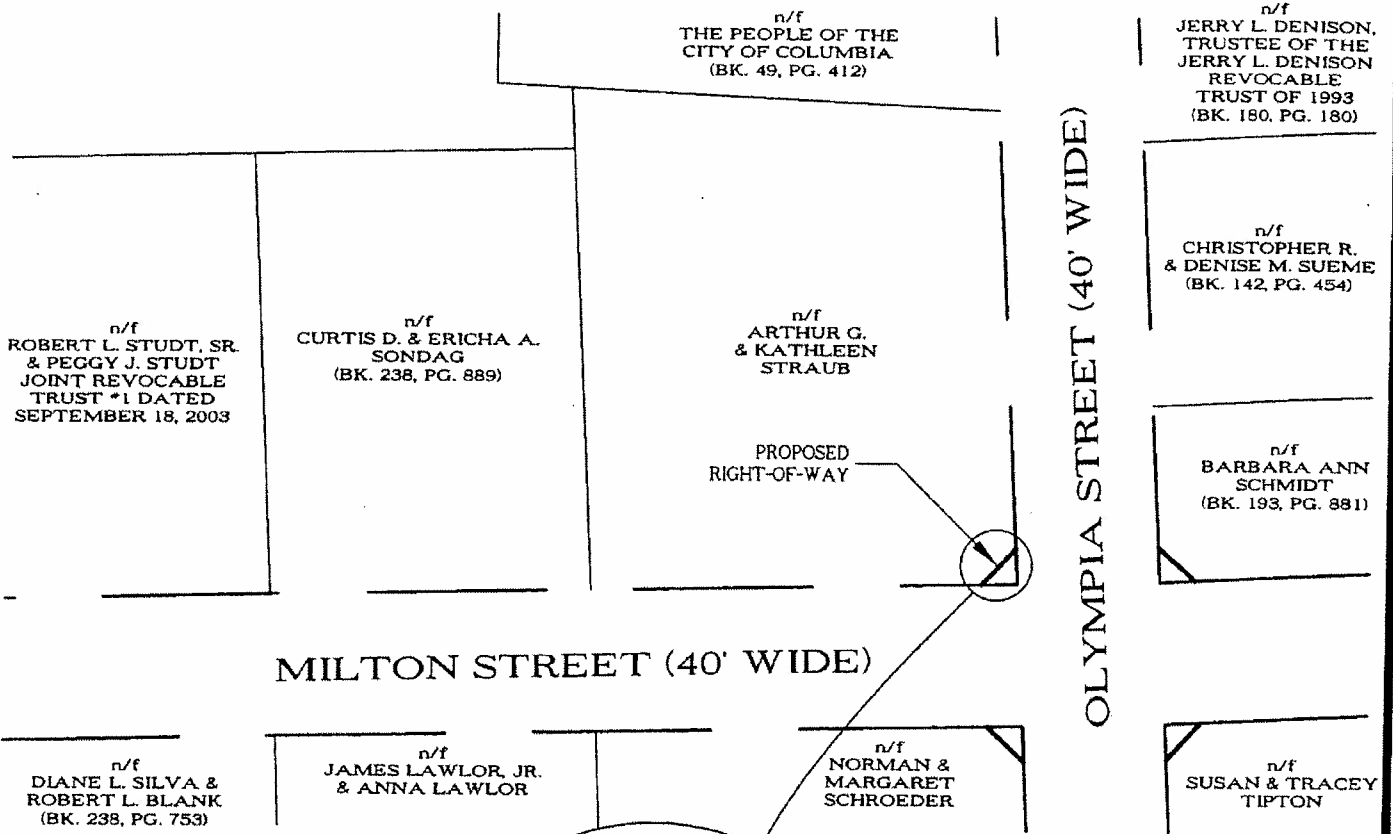 n/f
THE PEOPLE OF THE
CITY OF COLUMBIA
(BK. 49, PG. 412)
n/f
JERRY L. DENISON,
TRUSTEE OF THE
JERRY L. DENISON
REVOCABLE
TRUST OF 1993
(BK. 180, PG. 180)
n/f
ROBERT L. STUDT, SR.
& PEGGY J. STUDT
JOINT REVOCABLE
TRUST #1 DATED
SEPTEMBER 18, 2003
n/f
CURTIS D. & ERICHA A.
SONDAG
(BK. 238, PG. 889)
n/f
ARTHUR G.
& KATHLEEN
STRAUB
PROPOSED
RIGHT-OF-WAY
OLYMPIA STREET (40' WIDE)
n/f
CHRISTOPHER R.
& DENISE M. SUEME
(BK. 142, PG. 454)
n/f
BARBARA ANN
SCHMIDT
(BK. 193, PG. 881)
MILTON STREET (40' WIDE)
n/f
DIANE L. SILVA &
ROBERT L. BLANK
(BK. 238, PG. 753)
n/f
JAMES LAWLOR, JR.
& ANNA LAWLOR
n/f
NORMAN &
MARGARET
SCHROEDER
n/f
SUSAN & TRACEY
TIPTON